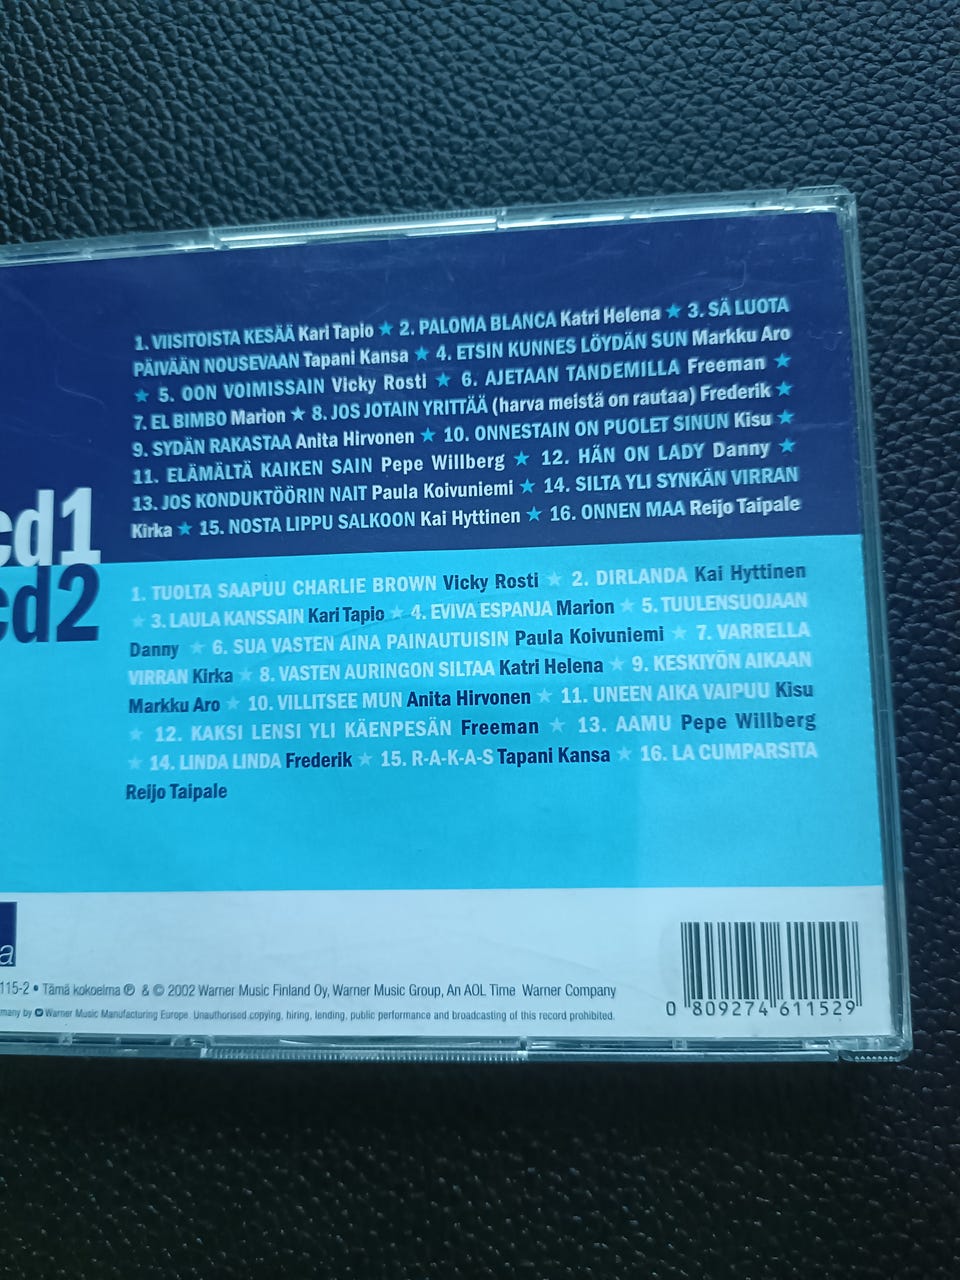 1. VIISITOISTA KESÄÄ Kari Tapio ★ 2. PALOMA BLANCA Katri Helena ★ 3. SÄ LUOTA
PÄIVÄÄN NOUSEVAAN Tapani Kansa ★ 4. ETSIN KUNNES LÖYDÄN SUN Markku Aro
★ 5. OON VOIMISSAIN Vicky Rosti ★ 6. AJETAAN TANDEMILLA Freeman ★
7. EL BIMBO Marion ★ 8. JOS JOTAIN YRITTÄÄ (harva meistä on rautaa) Frederik ★
9. SYDÄN RAKASTAA Anita Hirvonen ★ 10. ONNESTAIN ON PUOLET SINUN Kisu ★
11. ELÄMÄLTÄ KAIKEN SAIN Pepe Willberg ★ 12. HÄN ON LADY Danny ★
13. JOS KONDUKTÖÖRIN NAIT Paula Koivuniemi ★ 14. SILTA YLI SYNKÄN VIRRAN
Kirka ★ 15. NOSTA LIPPU SALKOON Kai Hyttinen ★ 16. ONNEN MAA Reijo Taipale
cd1
cd2
1. TUOLTA SAAPUU CHARLIE BROWN Vicky Rosti ★ 2. DIRLANDA Kai Hyttinen
★ 3. LAULA KANSSAIN Kari Tapio ★ 4. EVIVA ESPANJA Marion ★ 5. TUULENSUOJAAN
Danny ★ 6. SUA VASTEN AINA PAINAUTUISIN Paula Koivuniemi ★ 7. VARRELLA
VIRRAN Kirka ★ 8. VASTEN AURINGON SILTAA Katri Helena ★ 9. KESKIYÖN AIKAAN
Markku Aro ★ 10. VILLITSEE MUN Anita Hirvonen ★ 11. UNEEN AIKA VAIPUU Kisu
★ 12. KAKSI LENSI YLI KÄENPESÄN Freeman ★ 13. AAMU Pepe Willberg
★ 14. LINDA LINDA Frederik ★ 15. R-A-K-A-S Tapani Kansa ★ 16. LA CUMPARSITA
Reijo Taipale
a
115-2 • Tämä kokoelma ℗ & © 2002 Warner Music Finland Oy, Warner Music Group, An AOL Time Warner Company
many by Warner Music Manufacturing Europe. Unauthorised copying, hiring, lending, public performance and broadcasting of this record prohibited.
0 809274 611529